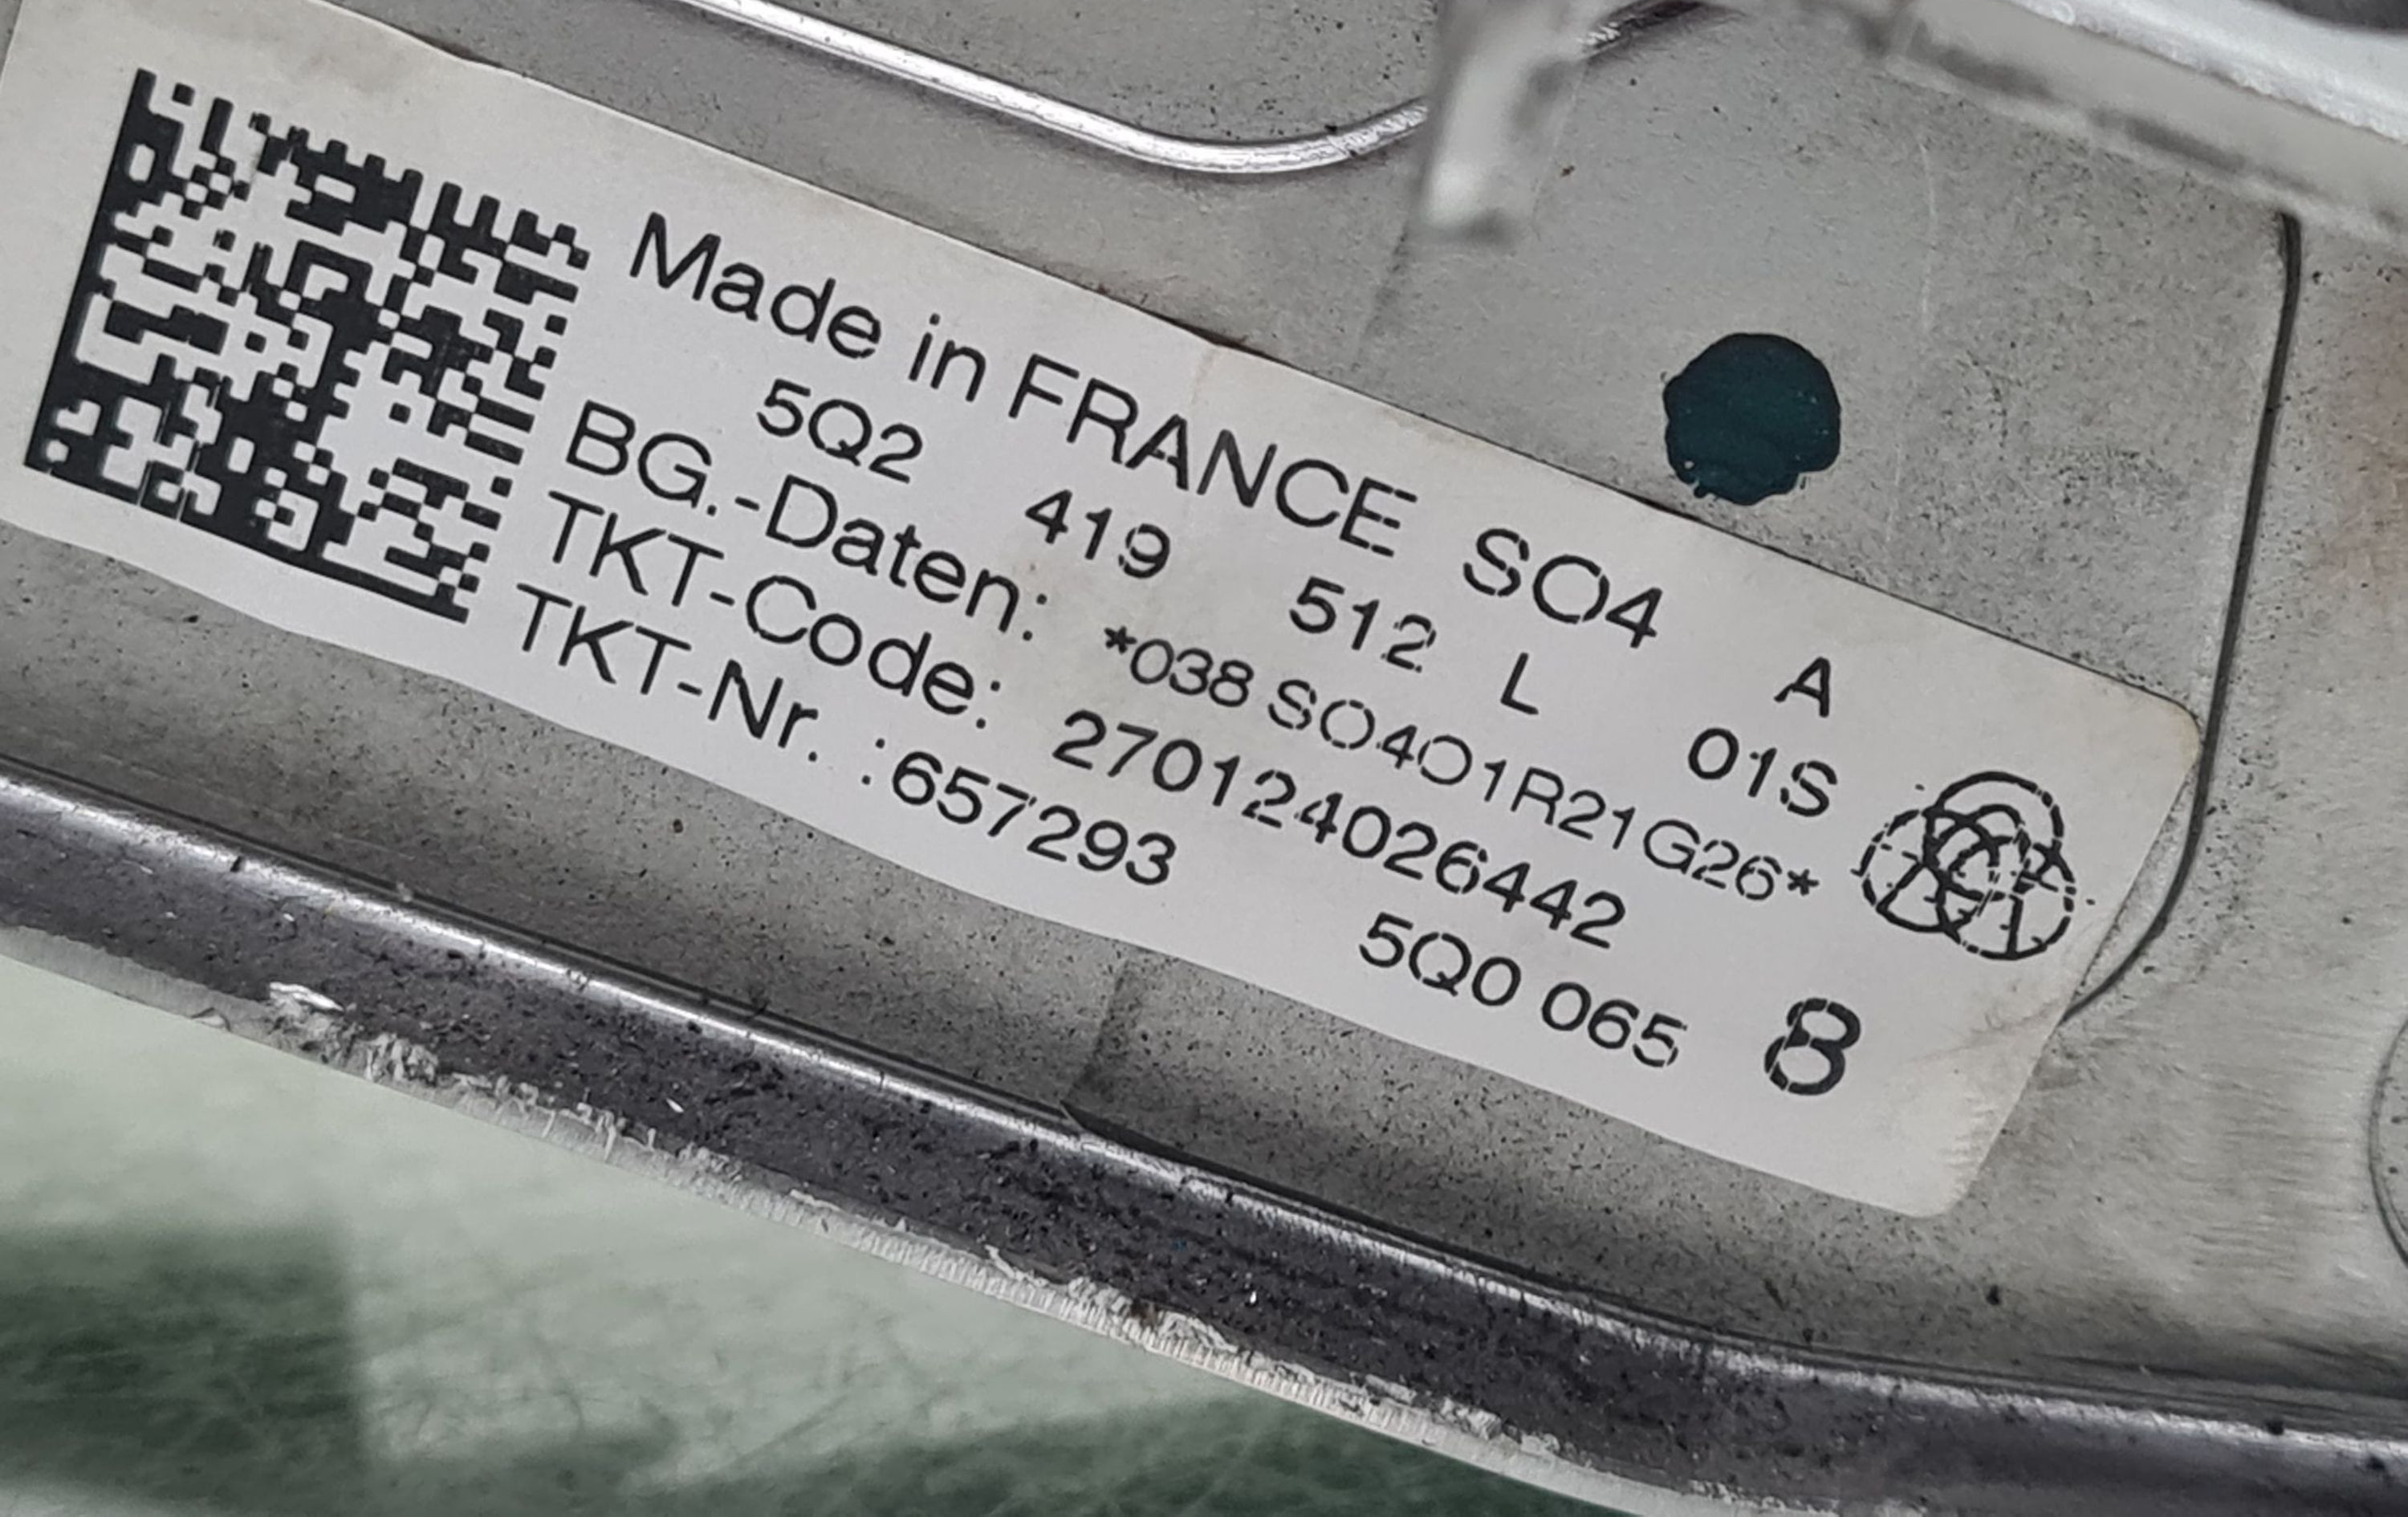 Made in FRANCE SO4 A
5Q2 419 512 L 01S
BG.-Daten: *038 SO4O1R21G26*
TKT-Code: 270124026442
TKT-Nr. :657293 5Q0 065 8